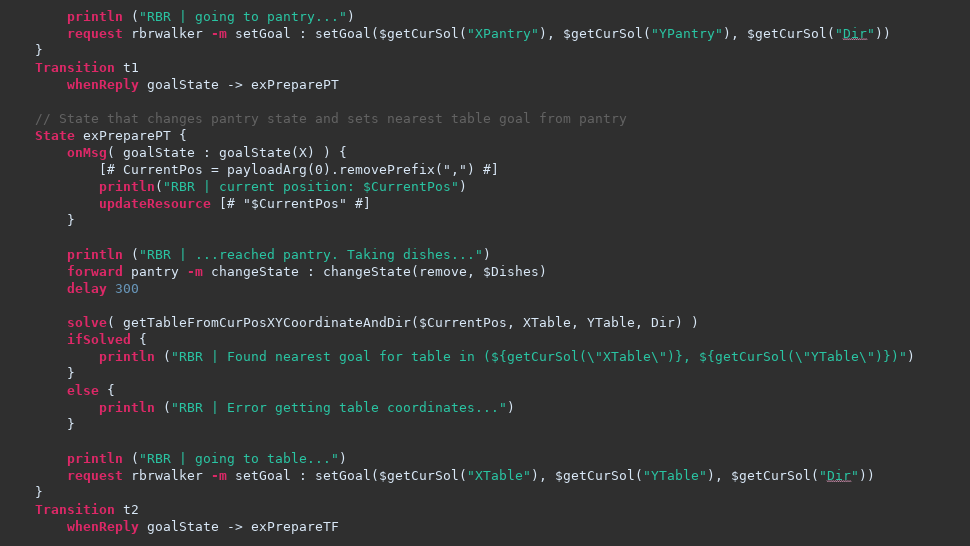 println ("RBR | going to pantry...")
request rbrwalker -m setGoal : setGoal($getCurSol("XPantry"), $getCurSol("YPantry"), $getCurSol("Dir"))
}
Transition t1
whenReply goalState -> exPreparePT
// State that changes pantry state and sets nearest table goal from pantry
State exPreparePT {
onMsg( goalState : goalState(X) ) {
[# CurrentPos = payloadArg(0).removePrefix(",") #]
println("RBR | current position: $CurrentPos")
updateResource [# "$CurrentPos" #]
}
println ("RBR | ...reached pantry. Taking dishes...")
forward pantry -m changeState : changeState(remove, $Dishes)
delay 300
solve( getTableFromCurPosXYCoordinateAndDir($CurrentPos, XTable, YTable, Dir) )
ifSolved {
println ("RBR | Found nearest goal for table in (${getCurSol(\"XTable\")}, ${getCurSol(\"YTable\")})")
}
else {
println ("RBR | Error getting table coordinates...")
}
println ("RBR | going to table...")
request rbrwalker -m setGoal : setGoal($getCurSol("XTable"), $getCurSol("YTable"), $getCurSol("Dir"))
}
Transition t2
whenReply goalState -> exPrepareTF